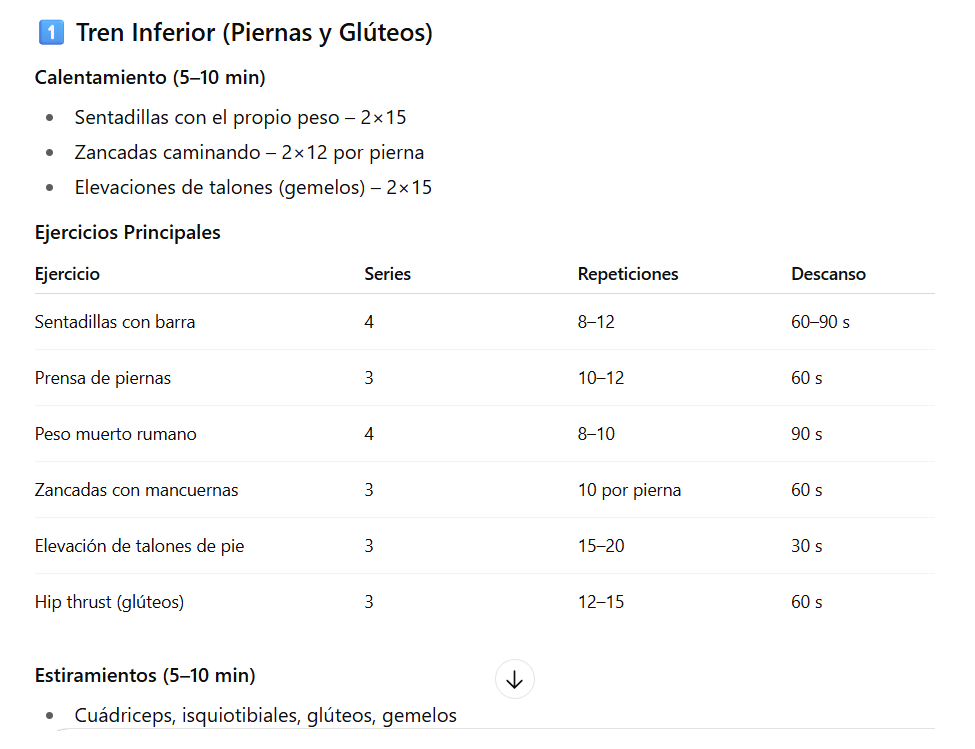 1 Tren Inferior (Piernas y Glúteos)
Calentamiento (5–10 min)
• Sentadillas con el propio peso – 2×15
• Zancadas caminando – 2×12 por pierna
• Elevaciones de talones (gemelos) – 2×15
Ejercicios Principales
Ejercicio Series Repeticiones Descanso
Sentadillas con barra 4 8–12 60–90 s
Prensa de piernas 3 10–12 60 s
Peso muerto rumano 4 8–10 90 s
Zancadas con mancuernas 3 10 por pierna 60 s
Elevación de talones de pie 3 15–20 30 s
Hip thrust (glúteos) 3 12–15 60 s
Estiramientos (5–10 min)
• Cuádriceps, isquiotibiales, glúteos, gemelos